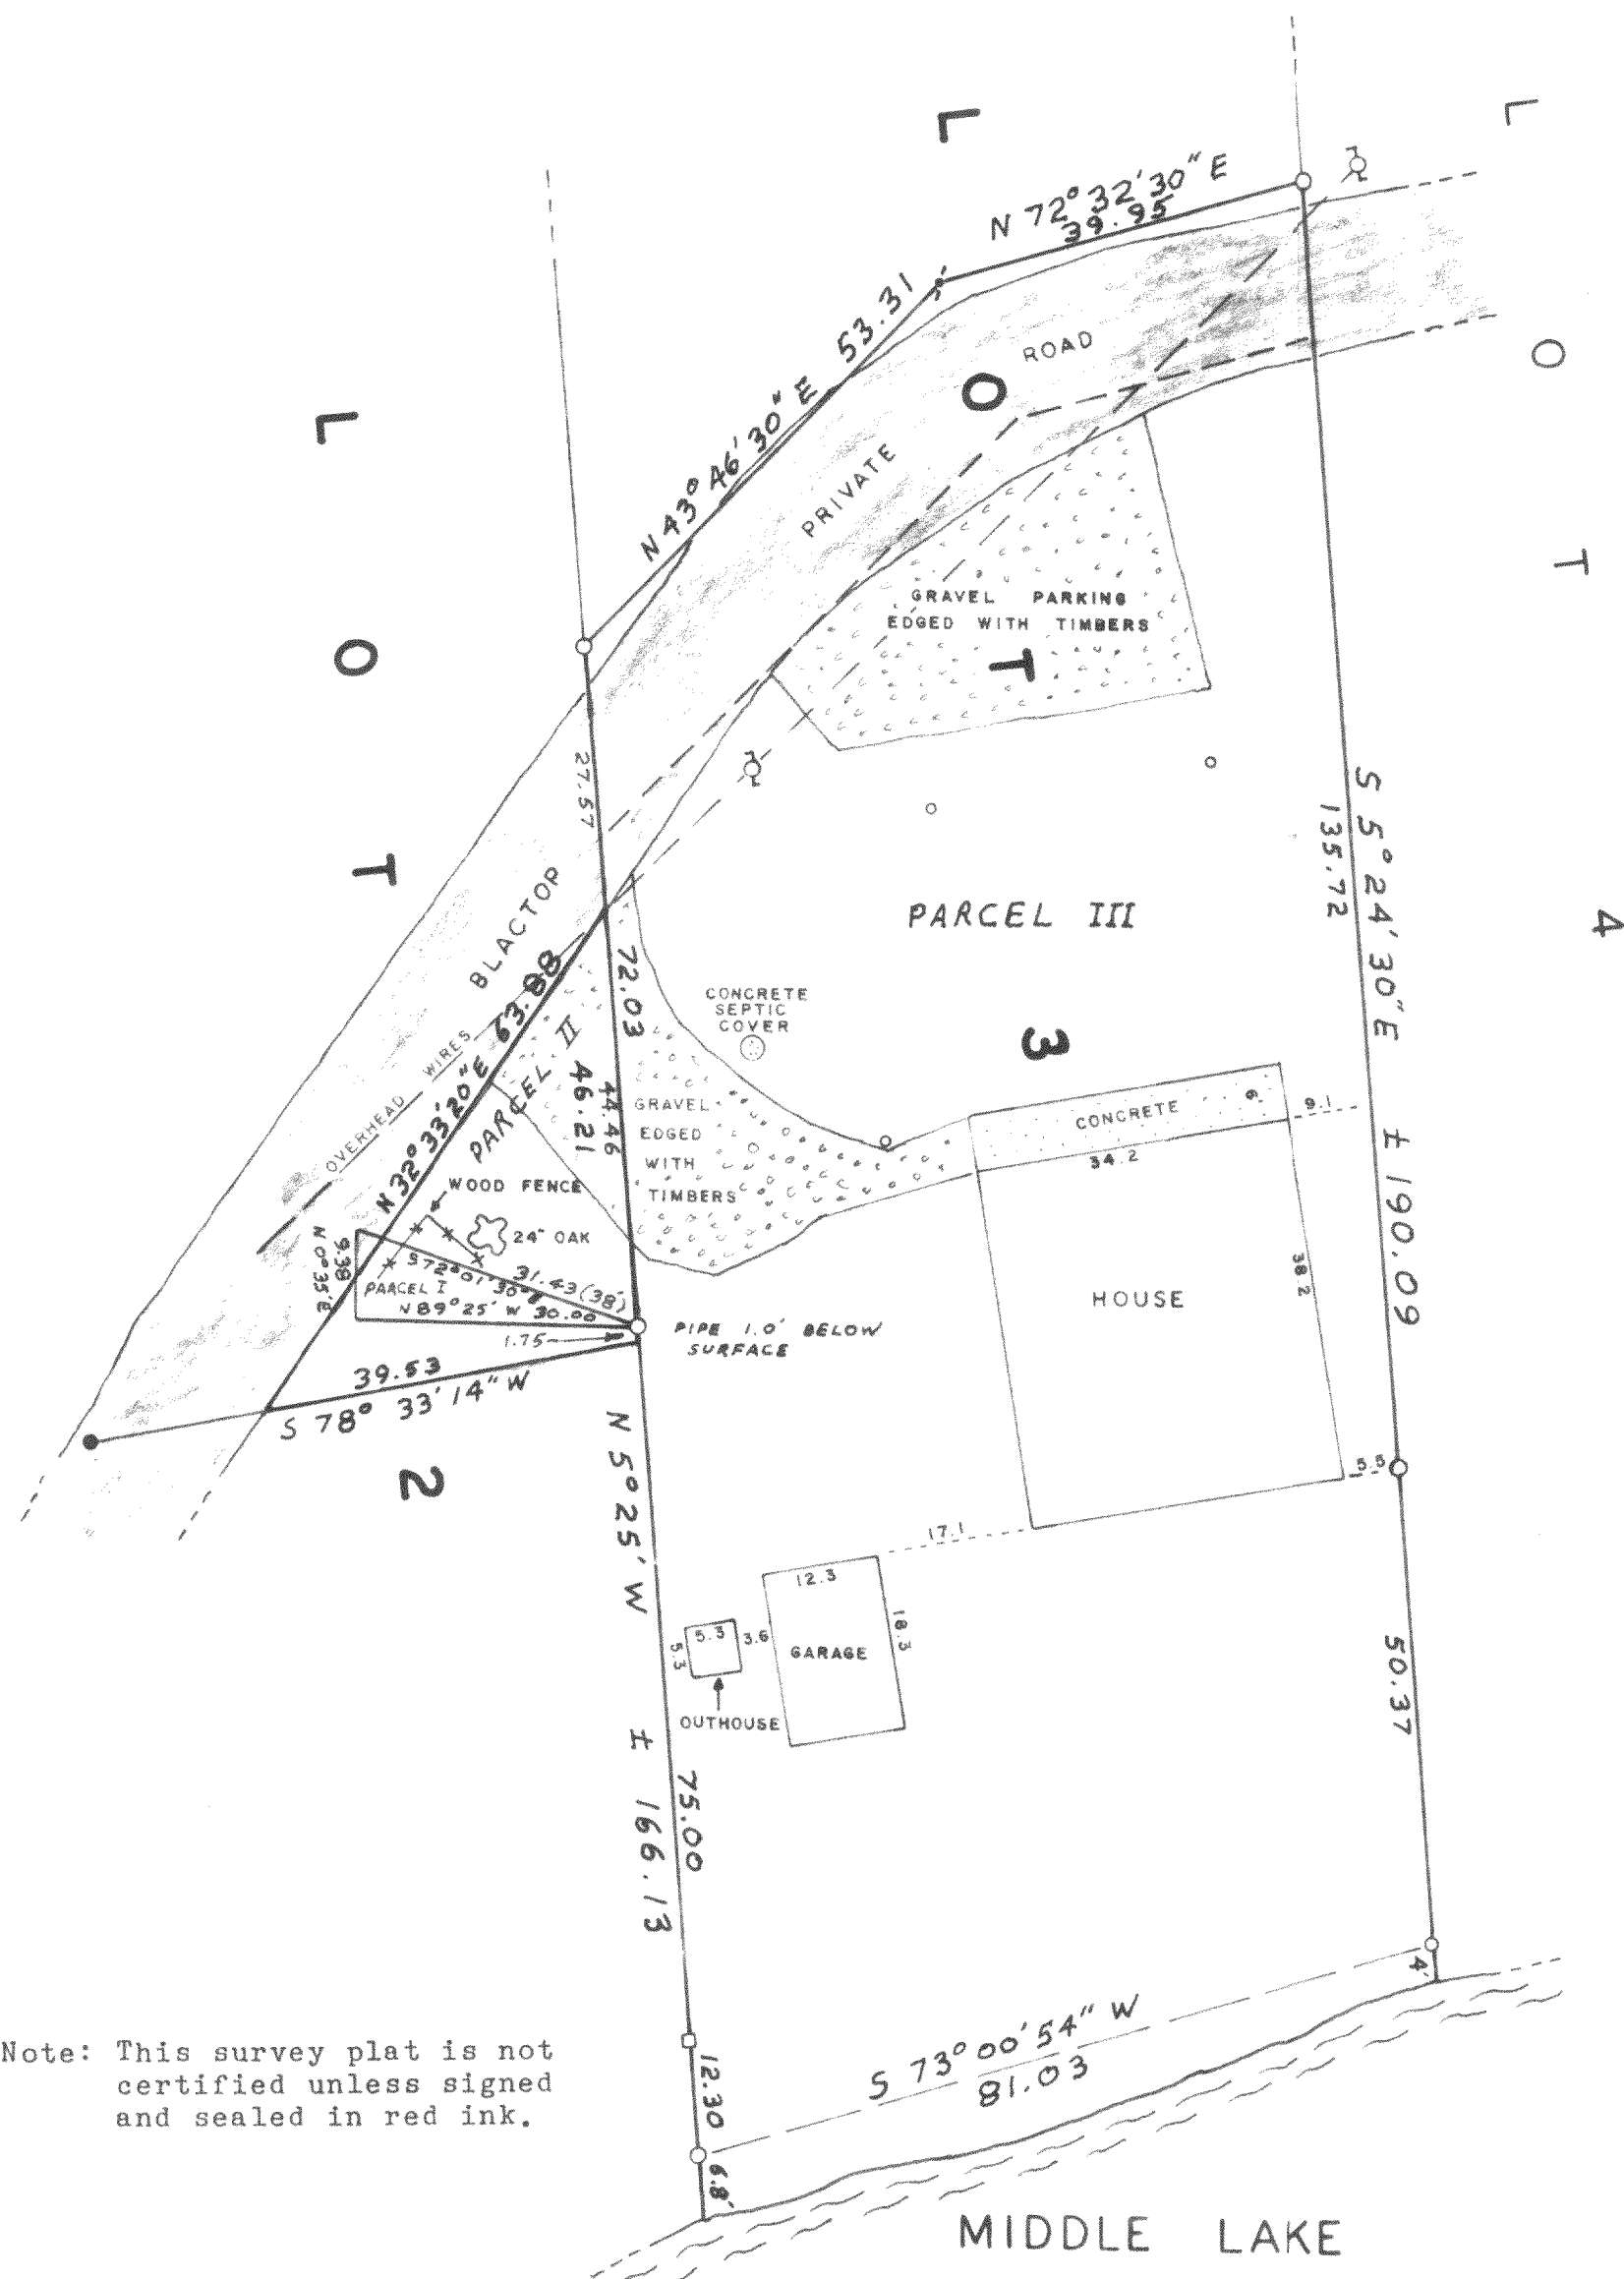 L
L
N 72° 32' 30" E
39.95
53.31
N 43° 46' 30" E
ROAD
PRIVATE
O
O
L
T
GRAVEL PARKING
EDGED WITH TIMBERS
T
O
27.57
S 5° 24' 30" E ± 190.09
135.72
T
PARCEL III
4
BLACTOP
72.03
CONCRETE
SEPTIC
COVER
3
63.88
N 32° 33' 20" E
OVERHEAD WIRES
PARCEL II
46.21
44.46
GRAVEL
EDGED
WITH
TIMBERS
CONCRETE
6'
9.1
34.2
WOOD FENCE
24" OAK
9.38
N 0° 35' E
31.43 (38')
PARCEL I
N 89° 25' W 30.00
1.75
PIPE 1.0' BELOW
SURFACE
HOUSE
38.2
39.53
S 78° 33' 14" W
2
5.5
17.1
N 5° 25' W ± 166.13
12.3
18.3
GARAGE
3.6
5.3
5.3
OUTHOUSE
50.37
75.00
4'
S 73° 00' 54" W
81.03
12.30
6.8'
Note: This survey plat is not
certified unless signed
and sealed in red ink.
MIDDLE LAKE